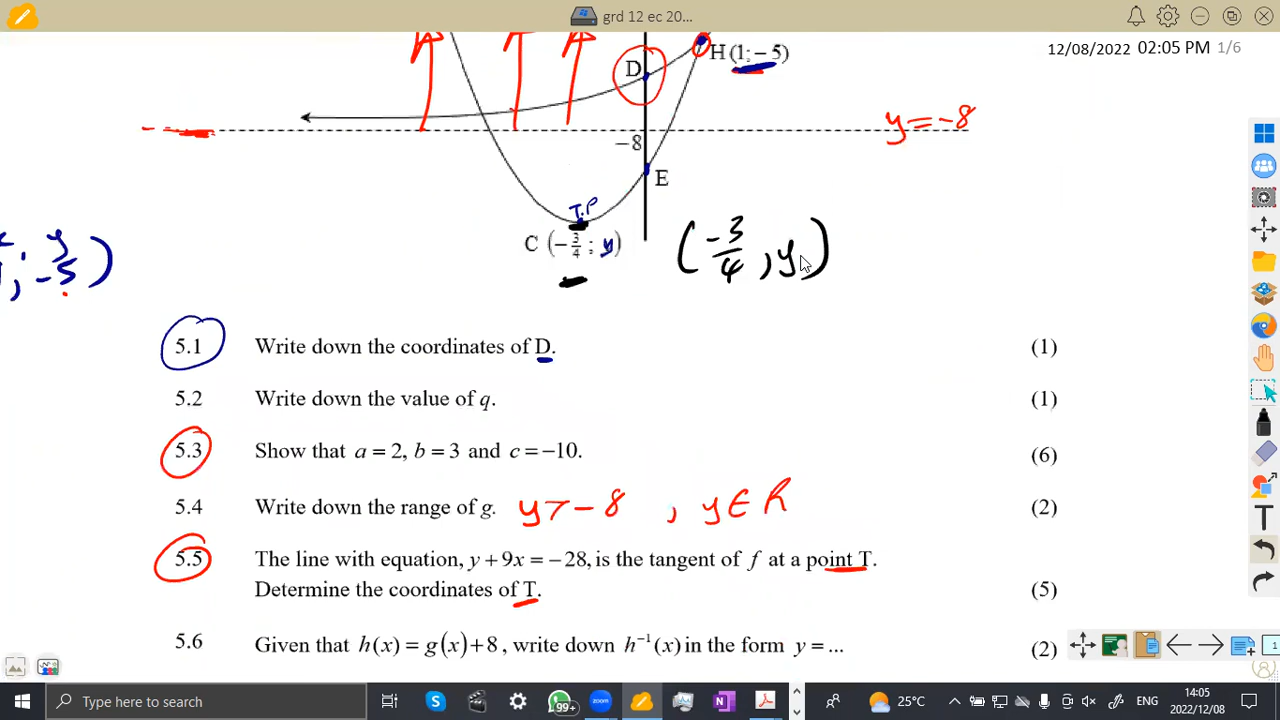 grd 12 ec 20...
12/08/2022 02:05 PM 1/6
H (1; – 5)
D
y = -8
–8
E
T.P
C (– 3/4 ; y)
(-3/4 , y)
y
; -5)
5.1 Write down the coordinates of D. (1)
5.2 Write down the value of q. (1)
5.3 Show that a = 2, b = 3 and c = –10. (6)
5.4 Write down the range of g. y > -8 , y ∈ R (2)
5.5 The line with equation, y + 9x = –28, is the tangent of f at a point T.
Determine the coordinates of T. (5)
5.6 Given that h(x) = g(x) + 8, write down h⁻¹(x) in the form y = ... (2)
T
1
Type here to search
99+
25°C
ENG
14:05
2022/12/08